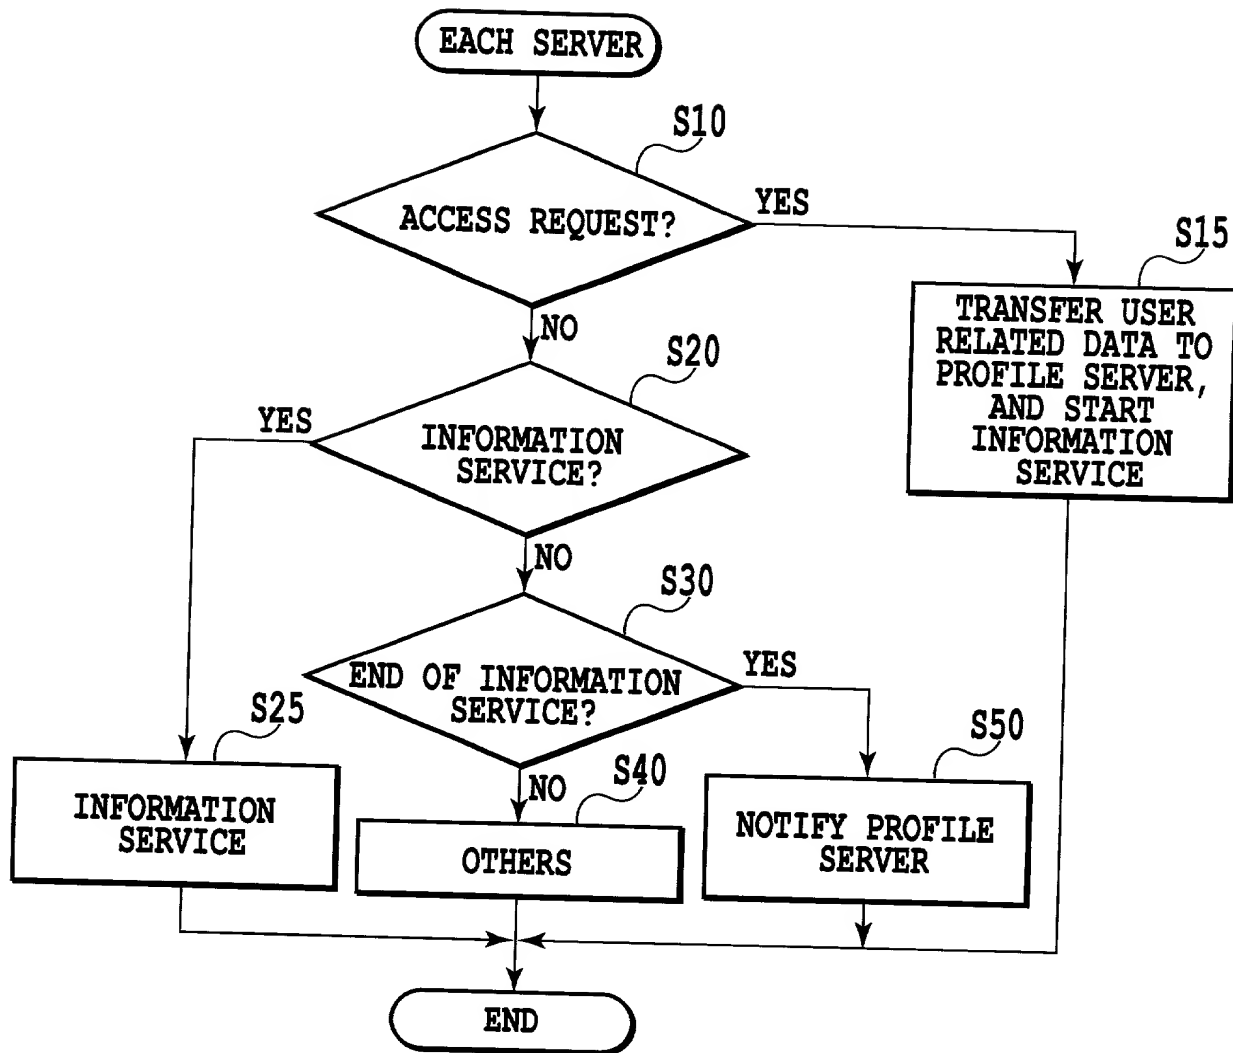 EACH SERVER
S10
ACCESS REQUEST?
YES
S15
TRANSFER USER
RELATED DATA TO
PROFILE SERVER,
AND START
INFORMATION
SERVICE
NO
S20
YES
INFORMATION
SERVICE?
NO
S30
END OF INFORMATION
SERVICE?
YES
S25
INFORMATION
SERVICE
NO
S40
OTHERS
S50
NOTIFY PROFILE
SERVER
END